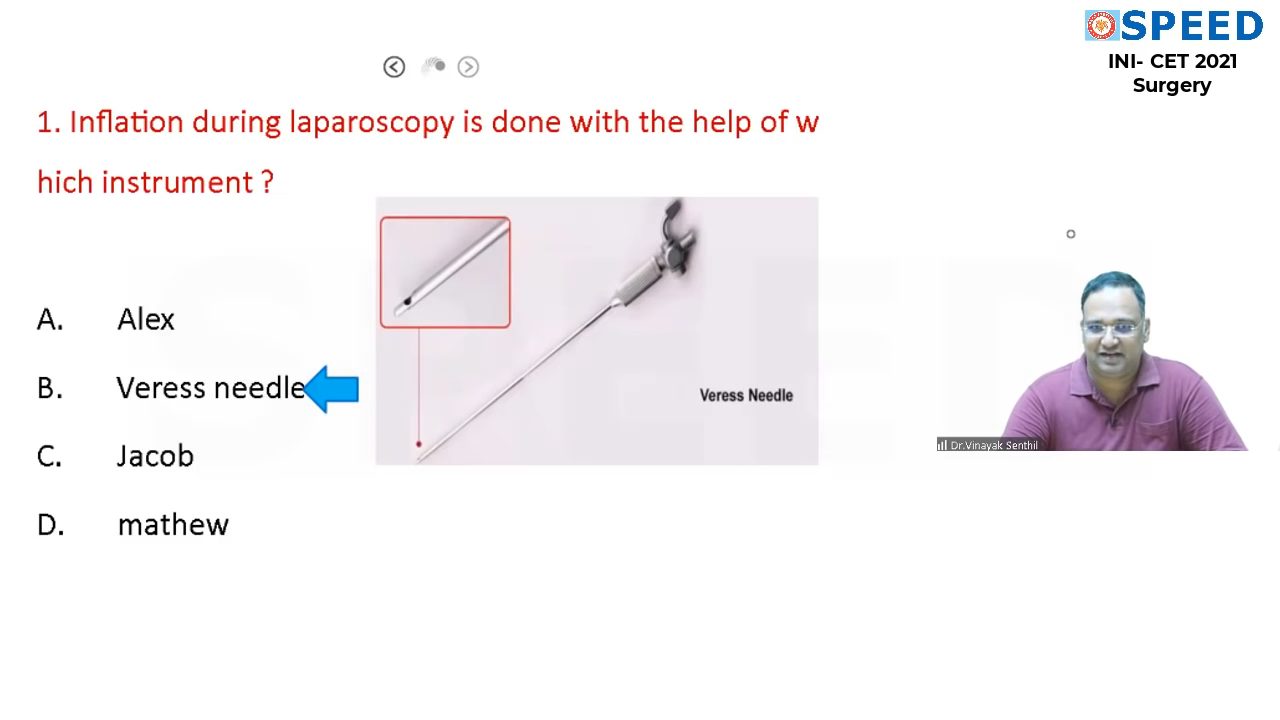 SPEED
INI- CET 2021
Surgery
1. Inflation during laparoscopy is done with the help of w
hich instrument ?
A. Alex
B. Veress needle
C. Jacob
D. mathew
Veress Needle
Dr.Vinayak Senthil